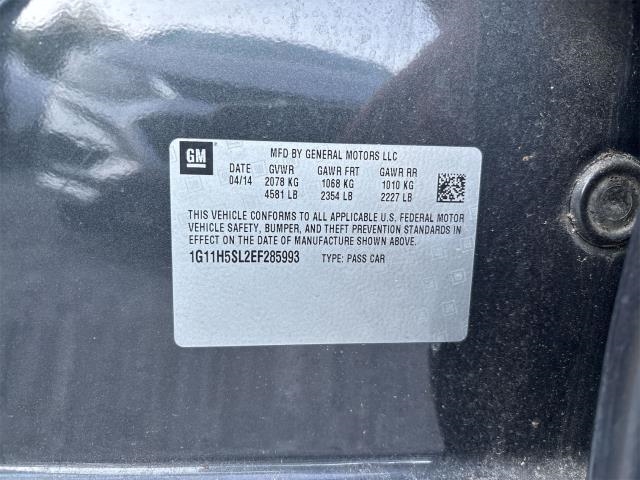 GM
MFD BY GENERAL MOTORS LLC
DATE GVWR GAWR FRT GAWR RR
04/14 2078 KG 1068 KG 1010 KG
4581 LB 2354 LB 2227 LB
THIS VEHICLE CONFORMS TO ALL APPLICABLE U.S. FEDERAL MOTOR
VEHICLE SAFETY, BUMPER, AND THEFT PREVENTION STANDARDS IN
EFFECT ON THE DATE OF MANUFACTURE SHOWN ABOVE.
1G11H5SL2EF285993 TYPE: PASS CAR